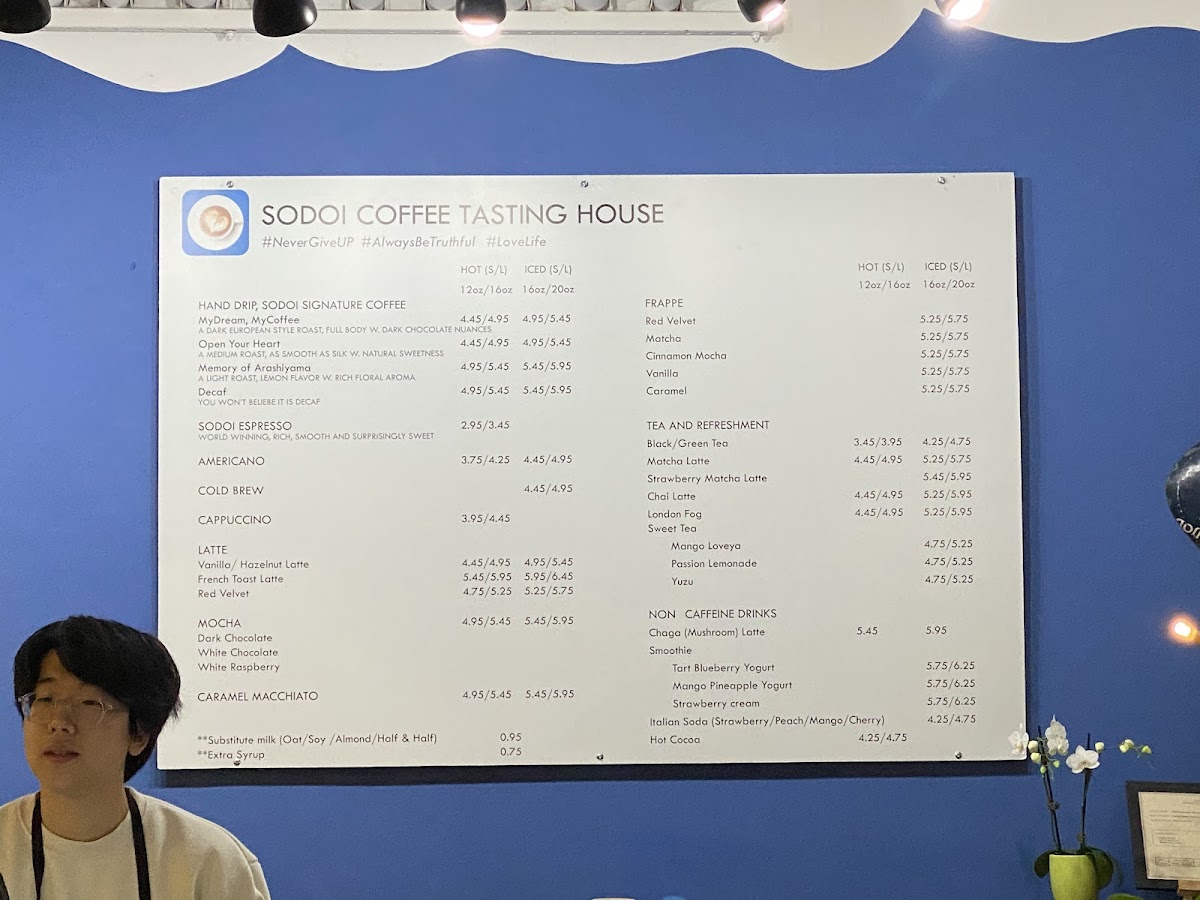 SODOI COFFEE TASTING HOUSE
#NeverGiveUP #AlwaysBeTruthful #LoveLife
HOT (S/L) ICED (S/L)
12oz/16oz 16oz/20oz
HAND DRIP, SODOI SIGNATURE COFFEE
MyDream, MyCoffee 4.45/4.95 4.95/5.45
A DARK EUROPEAN STYLE ROAST, FULL BODY W. DARK CHOCOLATE NUANCES
Open Your Heart 4.45/4.95 4.95/5.45
A MEDIUM ROAST, AS SMOOTH AS SILK W. NATURAL SWEETNESS
Memory of Arashiyama 4.95/5.45 5.45/5.95
A LIGHT ROAST, LEMON FLAVOR W. RICH FLORAL AROMA
Decaf 4.95/5.45 5.45/5.95
YOU WON'T BELIEBE IT IS DECAF
SODOI ESPRESSO 2.95/3.45
WORLD WINNING, RICH, SMOOTH AND SURPRISINGLY SWEET
AMERICANO 3.75/4.25 4.45/4.95
COLD BREW 4.45/4.95
CAPPUCCINO 3.95/4.45
LATTE
Vanilla/ Hazelnut Latte 4.45/4.95 4.95/5.45
French Toast Latte 5.45/5.95 5.95/6.45
Red Velvet 4.75/5.25 5.25/5.75
MOCHA 4.95/5.45 5.45/5.95
Dark Chocolate
White Chocolate
White Raspberry
CARAMEL MACCHIATO 4.95/5.45 5.45/5.95
**Substitute milk (Oat/Soy /Almond/Half & Half) 0.95
**Extra Syrup 0.75
HOT (S/L) ICED (S/L)
12oz/16oz 16oz/20oz
FRAPPE
Red Velvet 5.25/5.75
Matcha 5.25/5.75
Cinnamon Mocha 5.25/5.75
Vanilla 5.25/5.75
Caramel 5.25/5.75
TEA AND REFRESHMENT
Black/Green Tea 3.45/3.95 4.25/4.75
Matcha Latte 4.45/4.95 5.25/5.75
Strawberry Matcha Latte 5.45/5.95
Chai Latte 4.45/4.95 5.25/5.95
London Fog 4.45/4.95 5.25/5.95
Sweet Tea
Mango Loveya 4.75/5.25
Passion Lemonade 4.75/5.25
Yuzu 4.75/5.25
NON CAFFEINE DRINKS
Chaga (Mushroom) Latte 5.45 5.95
Smoothie
Tart Blueberry Yogurt 5.75/6.25
Mango Pineapple Yogurt 5.75/6.25
Strawberry cream 5.75/6.25
Italian Soda (Strawberry/Peach/Mango/Cherry) 4.25/4.75
Hot Cocoa 4.25/4.75